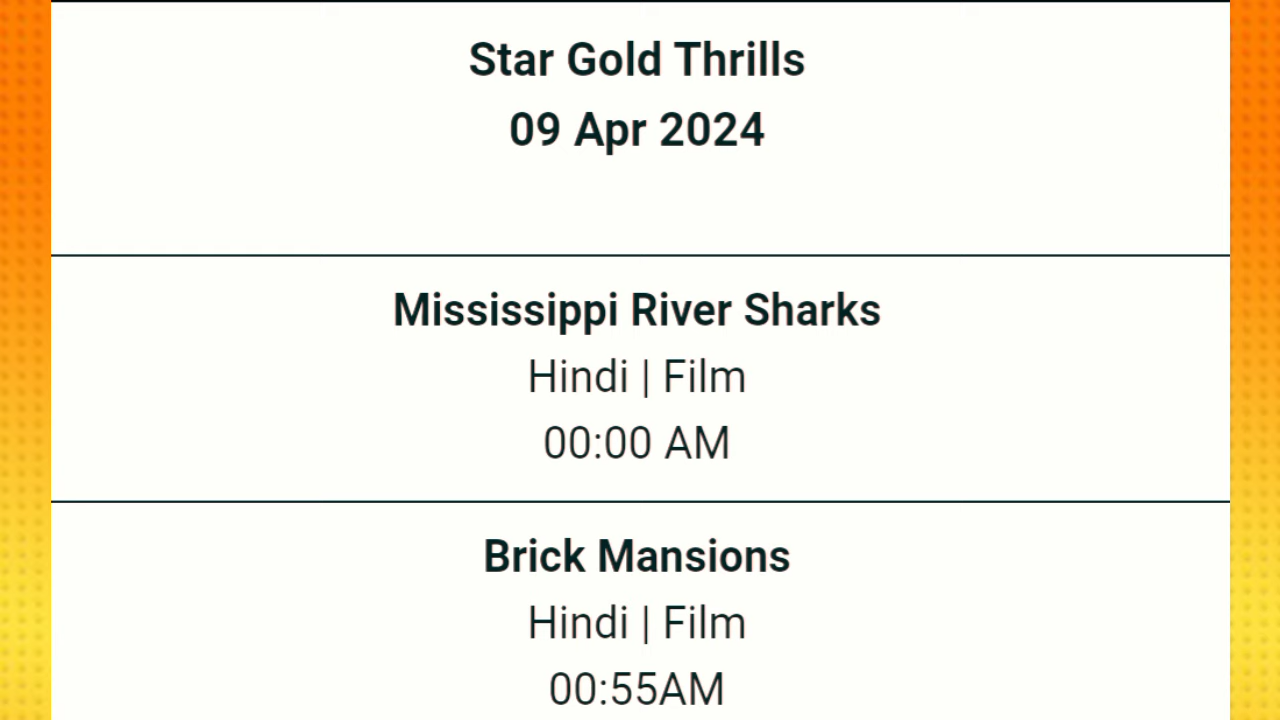 Star Gold Thrills
09 Apr 2024
Mississippi River Sharks
Hindi | Film
00:00 AM
Brick Mansions
Hindi | Film
00:55AM